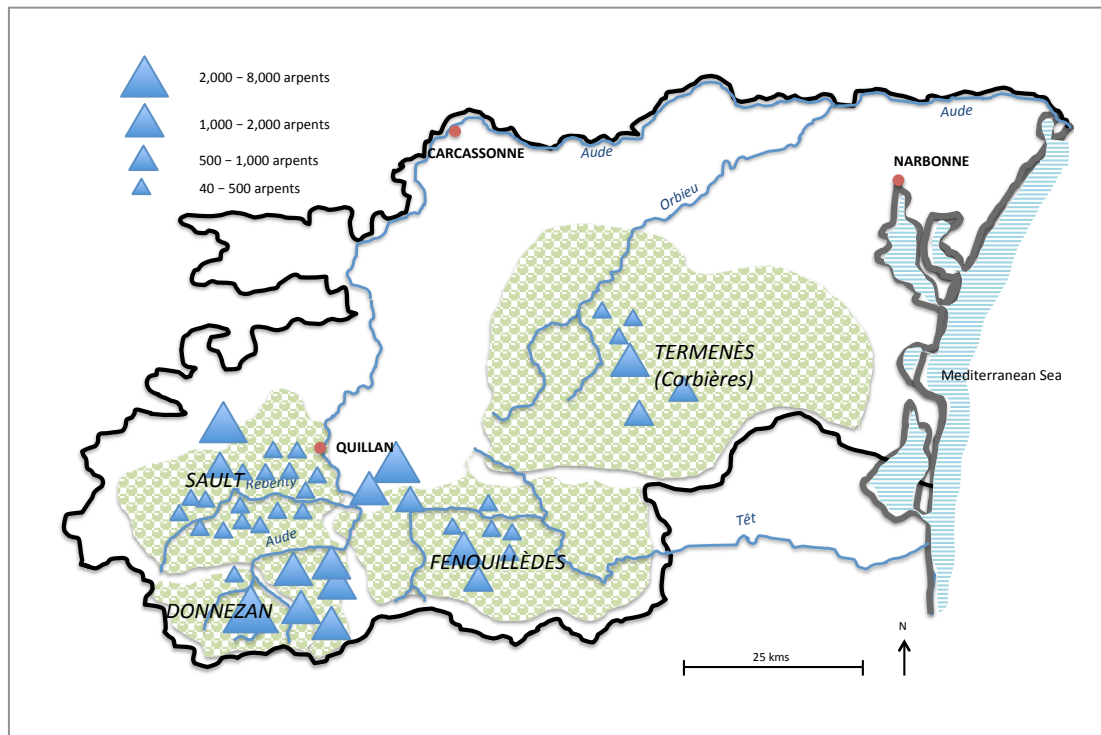 2,000 – 8,000 arpents
1,000 – 2,000 arpents
500 – 1,000 arpents
40 – 500 arpents
Aude
CARCASSONNE
Aude
NARBONNE
Orbieu
TERMENÈS
(Corbières)
Mediterranean Sea
QUILLAN
SAULT
Rebenty
Têt
Aude
FENOUILLÈDES
DONNEZAN
N
25 kms